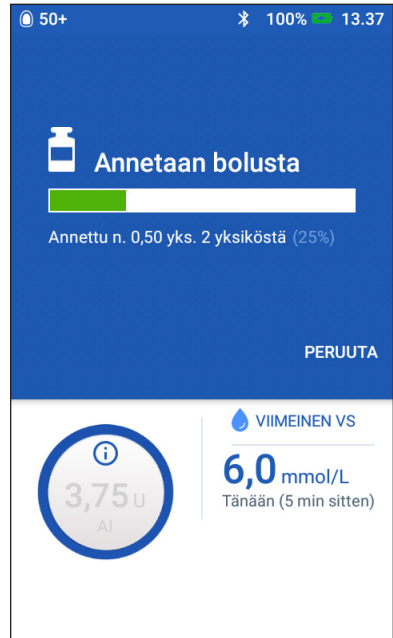 50+ 100% 13.37
Annetaan bolusta
Annettu n. 0,50 yks. 2 yksiköstä (25%)
PERUUTA
VIIMEINEN VS
6,0 mmol/L
Tänään (5 min sitten)
3,75 U
AI